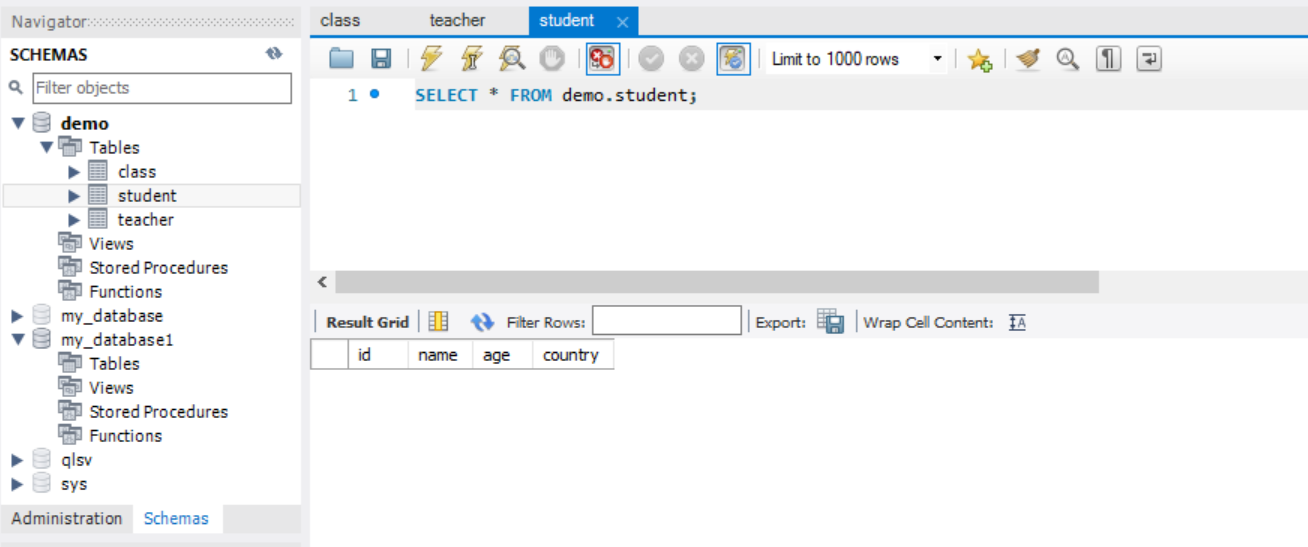 Navigator
SCHEMAS
Filter objects
demo
Tables
class
student
teacher
Views
Stored Procedures
Functions
my_database
my_database1
Tables
Views
Stored Procedures
Functions
qlsv
sys
Administration Schemas
class teacher student
Limit to 1000 rows
1 SELECT * FROM demo.student;
Result Grid Filter Rows: Export: Wrap Cell Content:
id name age country